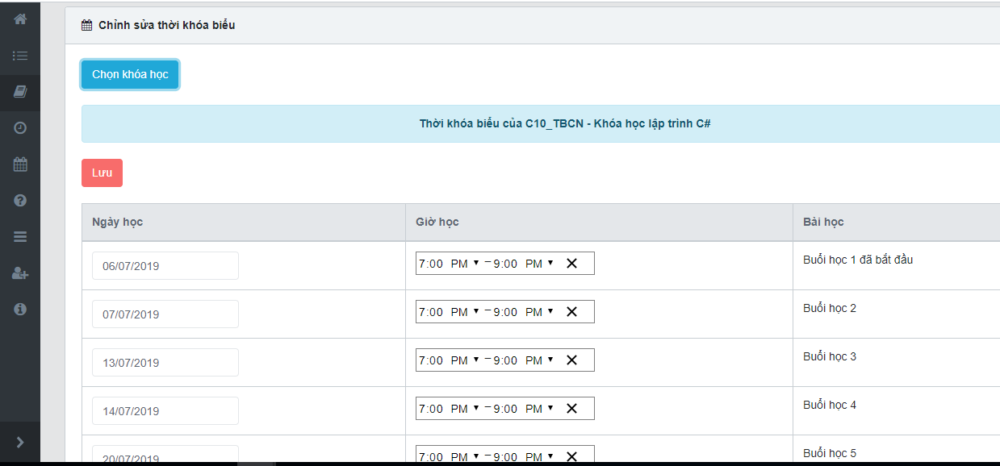 Chỉnh sửa thời khóa biểu
Chọn khóa học
Thời khóa biểu của C10_TBCN - Khóa học lập trình C#
Lưu
Ngày học Giờ học Bài học
06/07/2019 7:00 PM – 9:00 PM Buổi học 1 đã bắt đầu
07/07/2019 7:00 PM – 9:00 PM Buổi học 2
13/07/2019 7:00 PM – 9:00 PM Buổi học 3
14/07/2019 7:00 PM – 9:00 PM Buổi học 4
20/07/2019 7:00 PM – 9:00 PM Buổi học 5